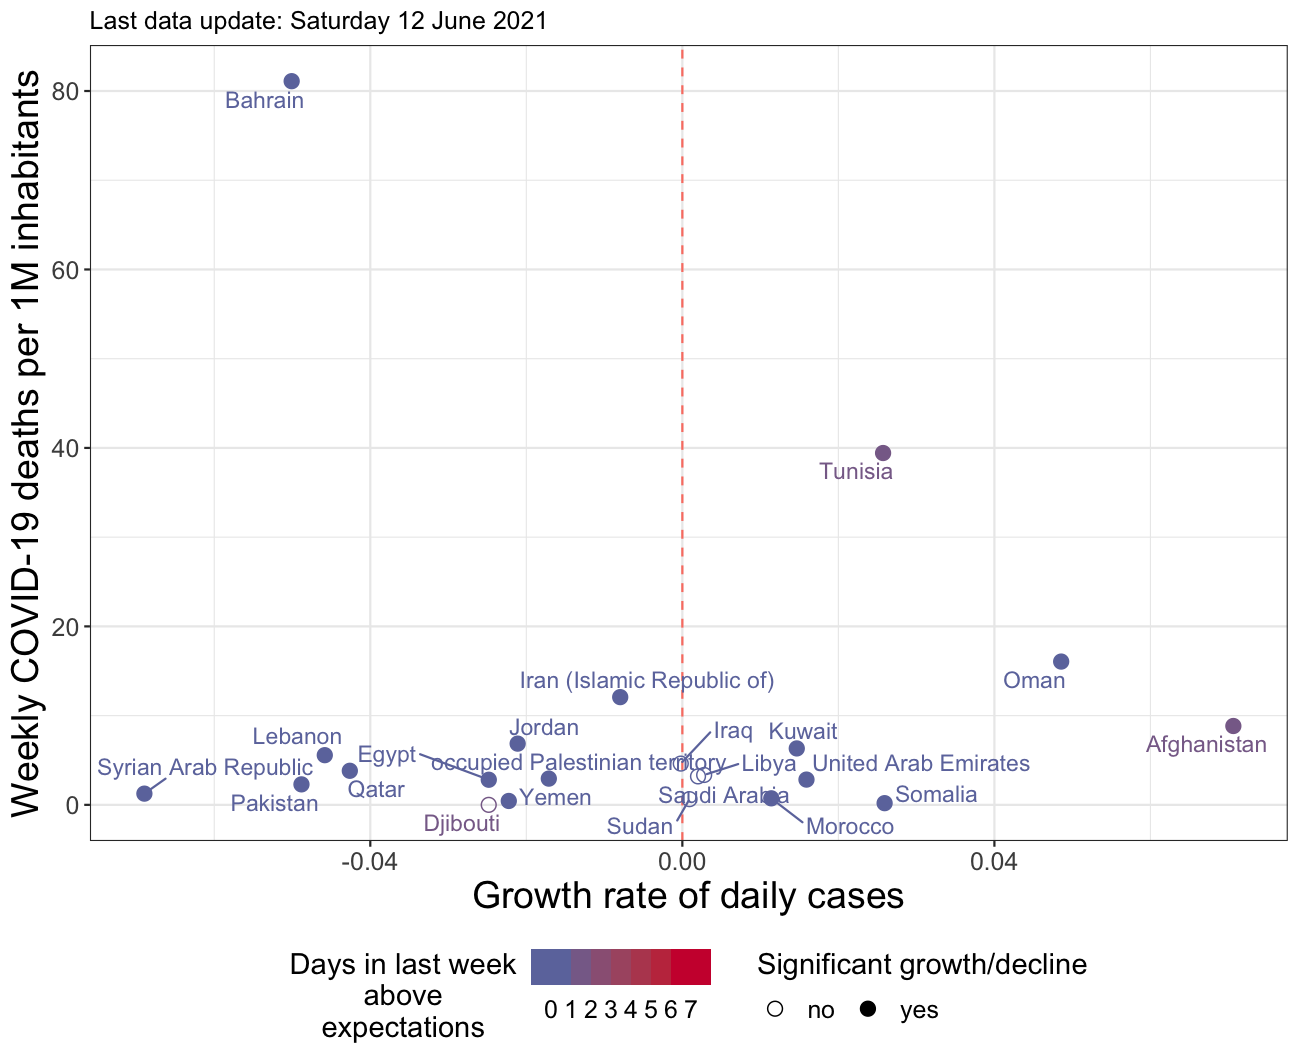 Last data update: Saturday 12 June 2021
Weekly COVID-19 deaths per 1M inhabitants
80
60
40
20
0
Bahrain
Tunisia
Oman
Iran (Islamic Republic of)
Afghanistan
Jordan
Iraq
Kuwait
Lebanon
Egypt
occupied Palestinian territory
Libya
United Arab Emirates
Syrian Arab Republic
Qatar
Pakistan
Yemen
Saudi Arabia
Somalia
Djibouti
Sudan
Morocco
-0.04
0.00
0.04
Growth rate of daily cases
Days in last week
above
expectations
0 1 2 3 4 5 6 7
Significant growth/decline
no
yes